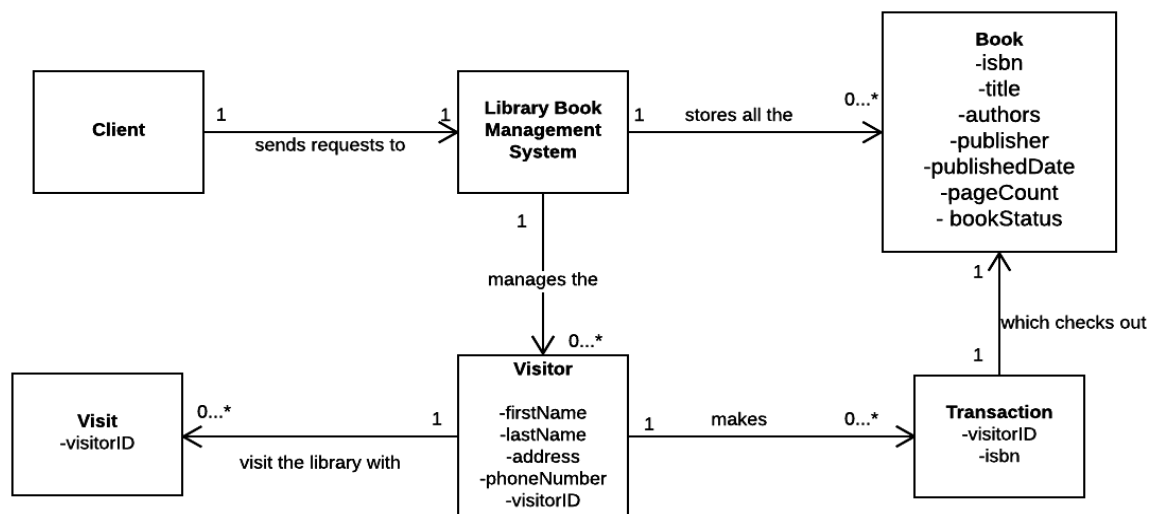 Client
1
1
sends requests to
Library Book
Management
System
1
0...*
stores all the
Book
-isbn
-title
-authors
-publisher
-publishedDate
-pageCount
- bookStatus
1
manages the
0...*
1
which checks out
1
Visit
-visitorID
0...*
1
visit the library with
Visitor
-firstName
-lastName
-address
-phoneNumber
-visitorID
1
makes
0...*
Transaction
-visitorID
-isbn